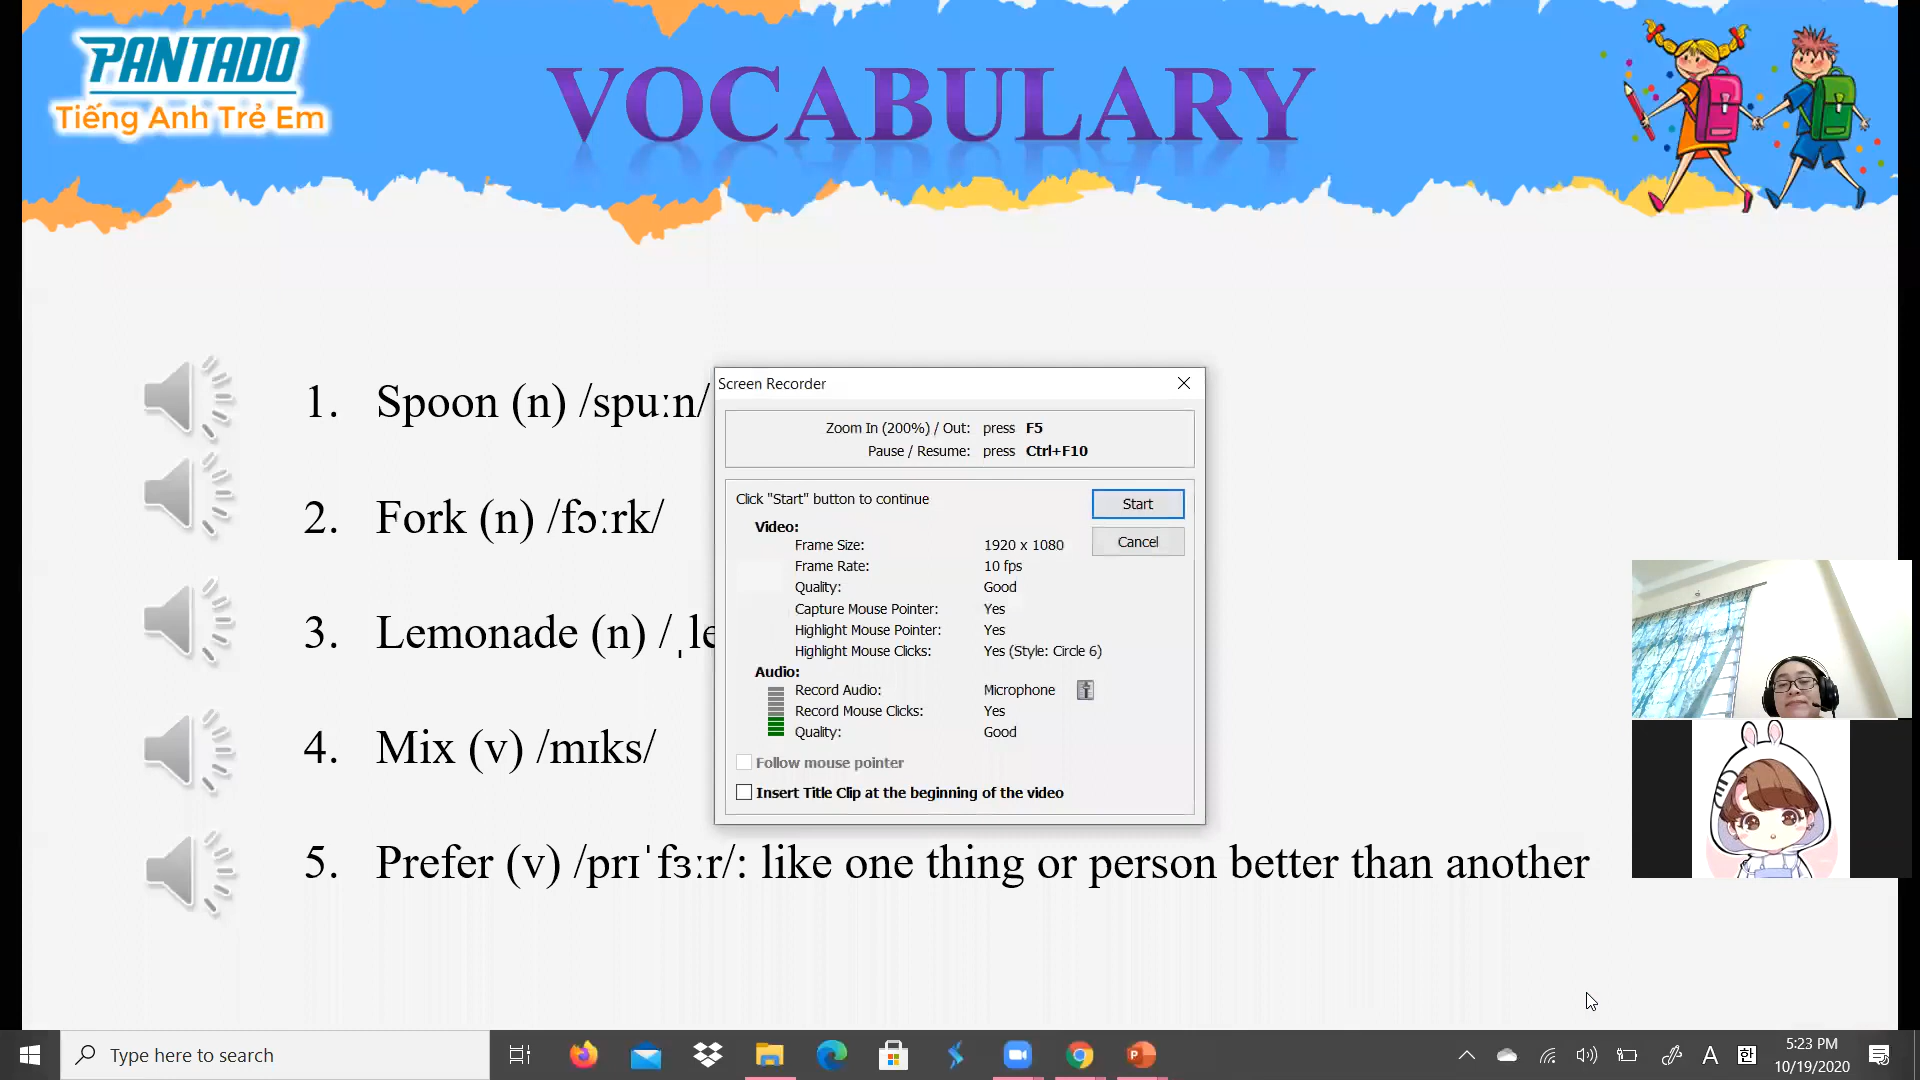 PANTADO
Tiếng Anh Trẻ Em
VOCABULARY
1. Spoon (n) /spuːn/
2. Fork (n) /fɔːrk/
3. Lemonade (n) /ˌle
4. Mix (v) /mɪks/
5. Prefer (v) /prɪˈfɜːr/: like one thing or person better than another
Screen Recorder
Zoom In (200%) / Out: press F5
Pause / Resume: press Ctrl+F10
Click "Start" button to continue
Start
Cancel
Video:
Frame Size: 1920 x 1080
Frame Rate: 10 fps
Quality: Good
Capture Mouse Pointer: Yes
Highlight Mouse Pointer: Yes
Highlight Mouse Clicks: Yes (Style: Circle 6)
Audio:
Record Audio: Microphone
Record Mouse Clicks: Yes
Quality: Good
Follow mouse pointer
Insert Title Clip at the beginning of the video
Type here to search
A
한
5:23 PM
10/19/2020